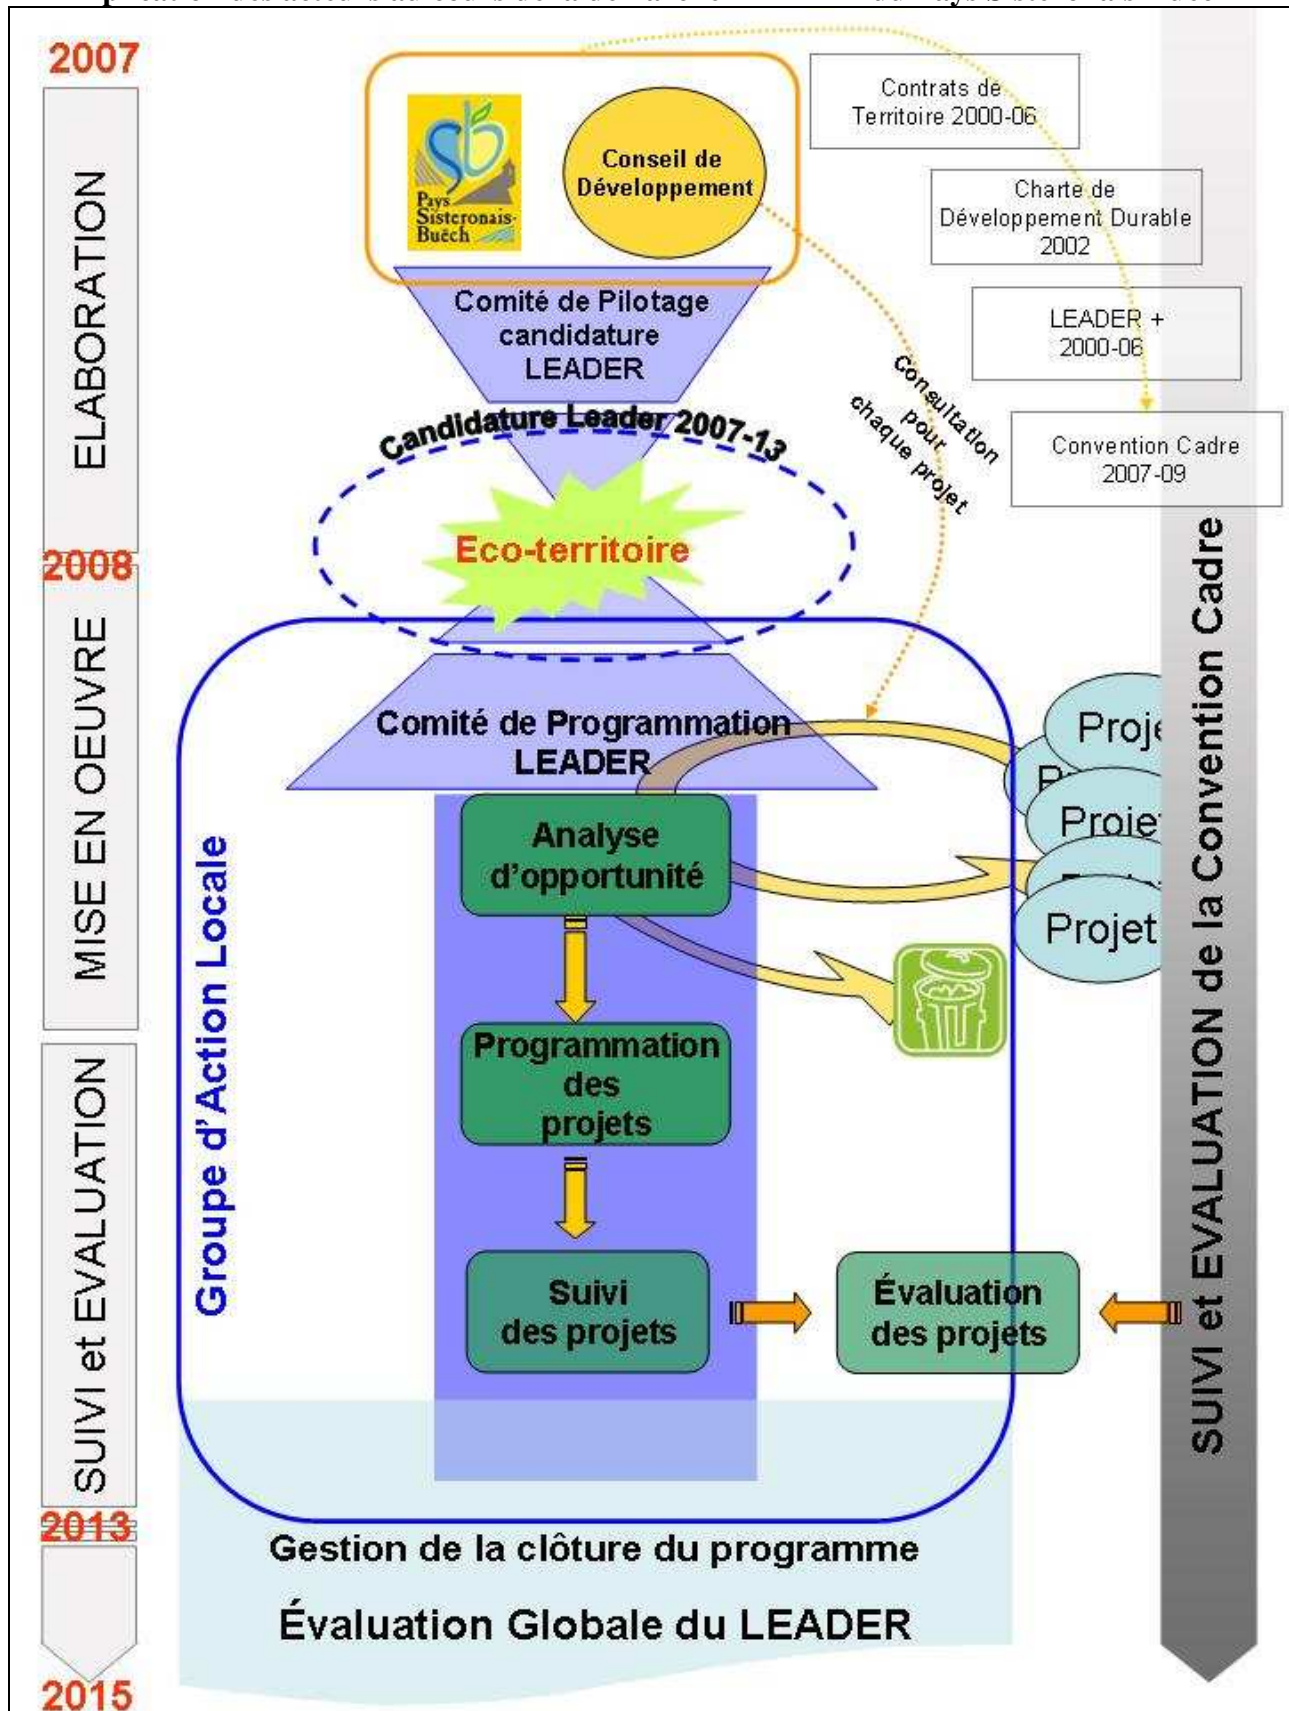 2007
ELABORATION
2008
MISE EN OEUVRE
SUIVI et EVALUATION
2013
2015
Pays
Sisteronais-
Buëch
Conseil de
Développement
Contrats de
Territoire 2000-06
Charte de
Développement Durable
2002
LEADER +
2000-06
Convention Cadre
2007-09
Comité de Pilotage
candidature
LEADER
Consultation
pour
chaque projet
Candidature Leader 2007-13
Eco-territoire
Comité de Programmation
LEADER
Groupe d'Action Locale
Analyse
d'opportunité
Proje
Projet
Projet
Programmation
des
projets
Suivi
des projets
Évaluation
des projets
SUIVI et EVALUATION de la Convention Cadre
Gestion de la clôture du programme
Évaluation Globale du LEADER